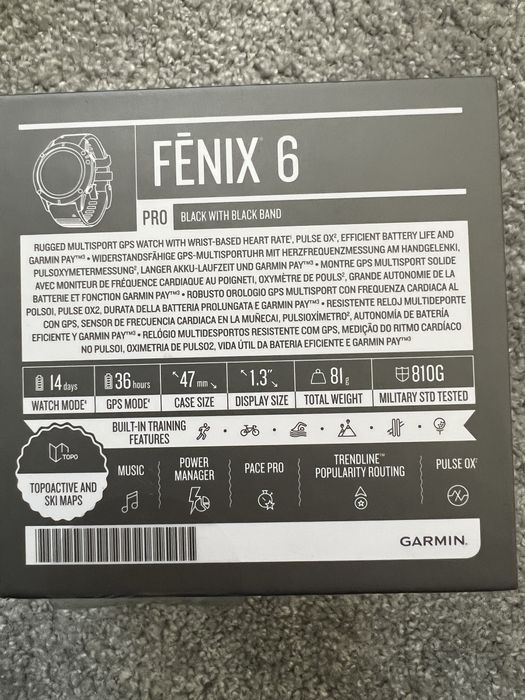 FĒNIX® 6
PRO BLACK WITH BLACK BAND
RUGGED MULTISPORT GPS WATCH WITH WRIST-BASED HEART RATE¹, PULSE OX², EFFICIENT BATTERY LIFE AND
GARMIN PAY™³ • WIDERSTANDSFÄHIGE GPS-MULTISPORTUHR MIT HERZFREQUENZMESSUNG AM HANDGELENK¹,
PULSOXYMETERMESSUNG², LANGER AKKU-LAUFZEIT UND GARMIN PAY™³ • MONTRE GPS MULTISPORT SOLIDE
AVEC MONITEUR DE FRÉQUENCE CARDIAQUE AU POIGNET¹, OXYMÈTRE DE POULS², GRANDE AUTONOMIE DE LA
BATTERIE ET FONCTION GARMIN PAY™³ • ROBUSTO OROLOGIO GPS MULTISPORT CON FREQUENZA CARDIACA AL
POLSO¹, PULSE OX2, DURATA DELLA BATTERIA PROLUNGATA E GARMIN PAY™³ • RESISTENTE RELOJ MULTIDEPORTE
CON GPS, SENSOR DE FRECUENCIA CARDIACA EN LA MUÑECA¹, PULSIOXÍMETRO², AUTONOMÍA DE BATERÍA
EFICIENTE Y GARMIN PAY™³ • RELÓGIO MULTIDESPORTOS RESISTENTE COM GPS, MEDIÇÃO DO RITMO CARDÍACO
NO PULSO¹, OXIMETRIA DE PULSO2, VIDA ÚTIL DA BATERIA EFICIENTE E GARMIN PAY™³
14 days 36 hours 47 mm 1.3″ 81 g 810G
WATCH MODE⁴ GPS MODE⁴ CASE SIZE DISPLAY SIZE TOTAL WEIGHT MILITARY STD TESTED
BUILT-IN TRAINING
FEATURES
TOPO
TOPOACTIVE AND
SKI MAPS
MUSIC
POWER
MANAGER
PACE PRO
TRENDLINE™
POPULARITY ROUTING
PULSE OX²
GARMIN®